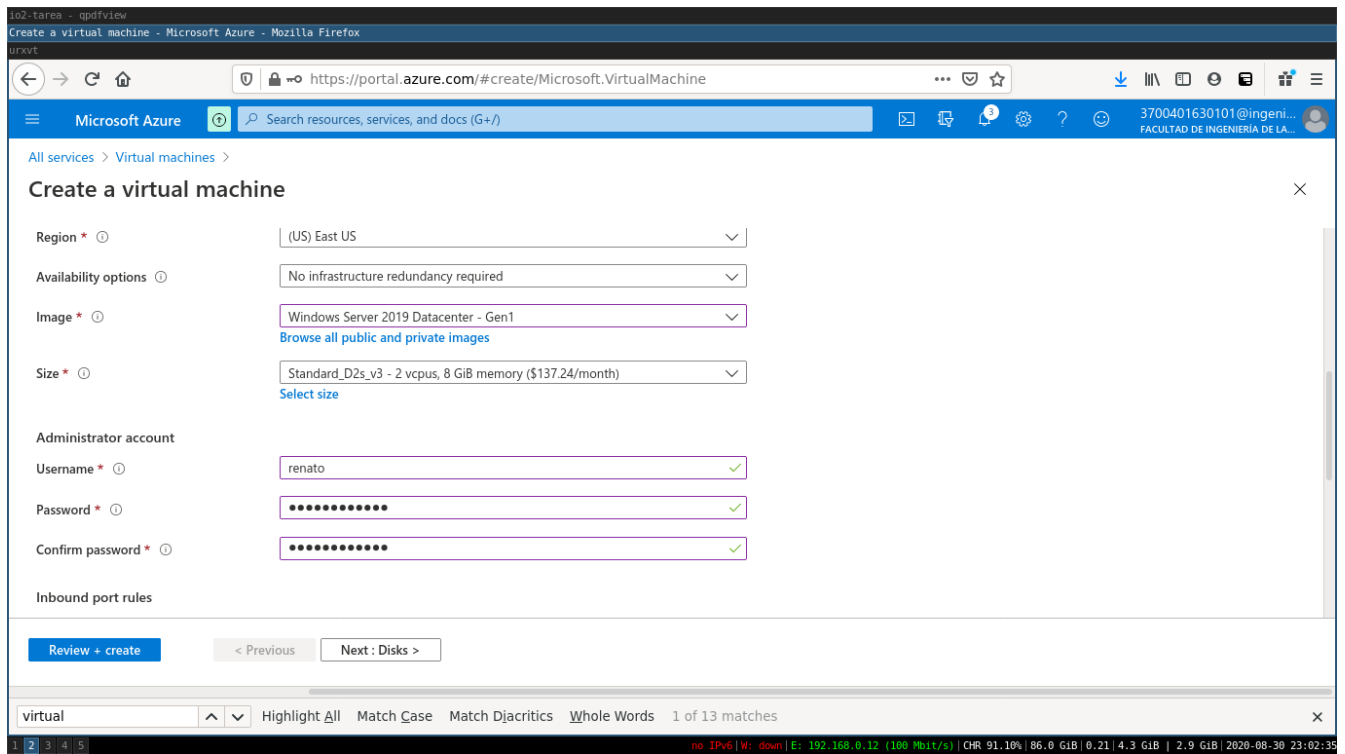 io2-tarea - qpdfview
Create a virtual machine - Microsoft Azure - Mozilla Firefox
urxvt
https://portal.azure.com/#create/Microsoft.VirtualMachine
Microsoft Azure
Search resources, services, and docs (G+/)
3
3700401630101@ingeni...
FACULTAD DE INGENIERÍA DE LA...
All services > Virtual machines >
Create a virtual machine
Region * (US) East US
Availability options No infrastructure redundancy required
Image * Windows Server 2019 Datacenter - Gen1
Browse all public and private images
Size * Standard_D2s_v3 - 2 vcpus, 8 GiB memory ($137.24/month)
Select size
Administrator account
Username * renato
Password * ●●●●●●●●●●●●
Confirm password * ●●●●●●●●●●●●
Inbound port rules
Review + create < Previous Next : Disks >
virtual Highlight All Match Case Match Diacritics Whole Words 1 of 13 matches
1 2 3 4 5 no IPv6|W: down|E: 192.168.0.12 (100 Mbit/s)|CHR 91.10%|86.0 GiB|0.21|4.3 GiB | 2.9 GiB|2020-08-30 23:02:35